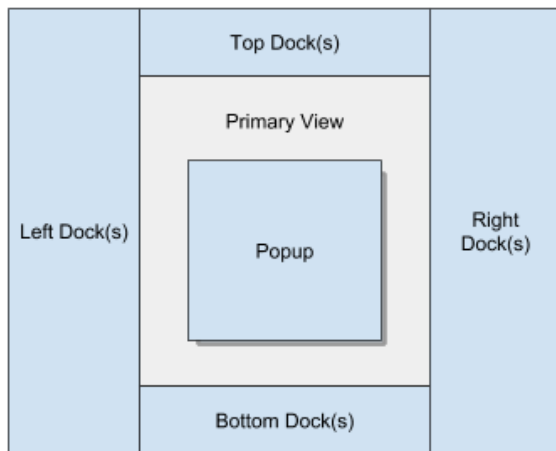 Top Dock(s)
Primary View
Left Dock(s)
Popup
Right
Dock(s)
Bottom Dock(s)